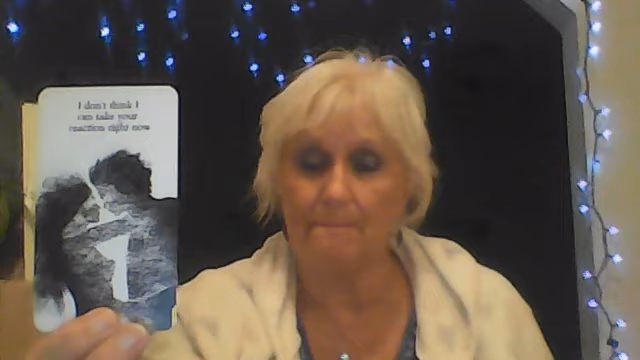 I don't think I
can take your
reaction right now